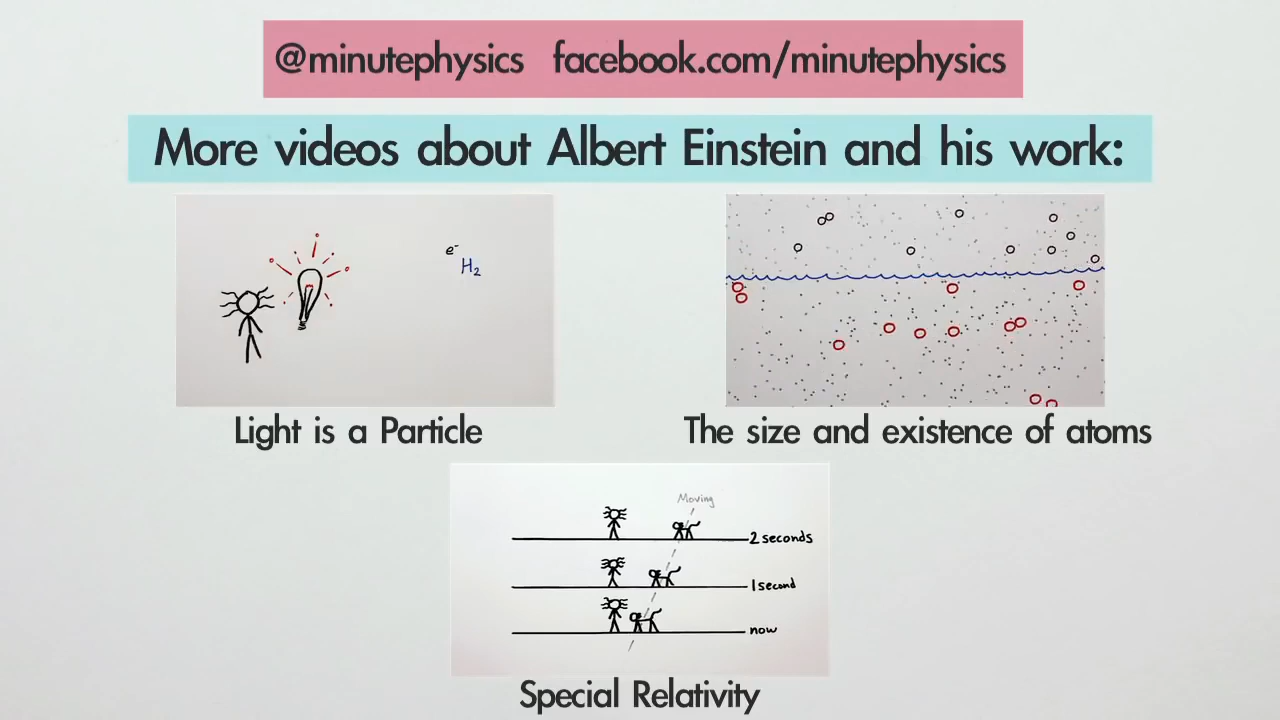 @minutephysics facebook.com/minutephysics
More videos about Albert Einstein and his work:
e⁻
H₂
Light is a Particle
The size and existence of atoms
Moving
2 seconds
1 second
now
Special Relativity